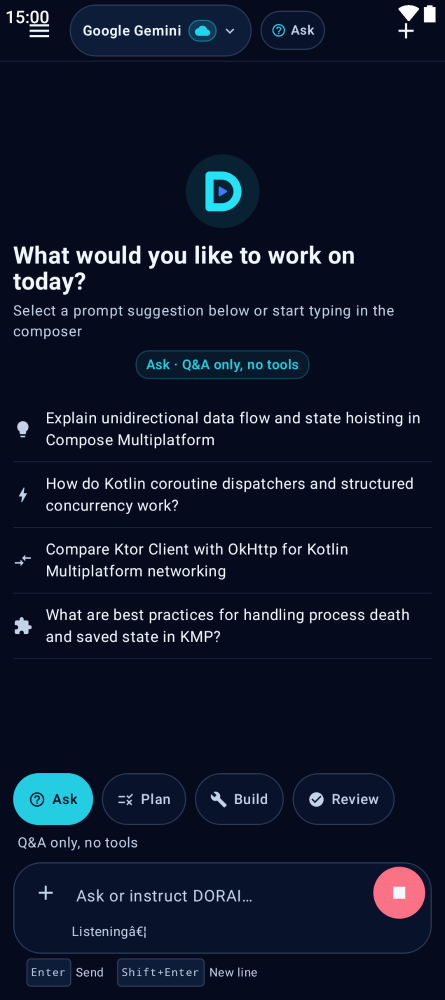 15:00
Google Gemini
Ask
What would you like to work on
today?
Select a prompt suggestion below or start typing in the
composer
Ask · Q&A only, no tools
Explain unidirectional data flow and state hoisting in
Compose Multiplatform
How do Kotlin coroutine dispatchers and structured
concurrency work?
Compare Ktor Client with OkHttp for Kotlin
Multiplatform networking
What are best practices for handling process death
and saved state in KMP?
Ask
Plan
Build
Review
Q&A only, no tools
Ask or instruct DORAI…
Listeningâ€¦
Enter Send Shift+Enter New line